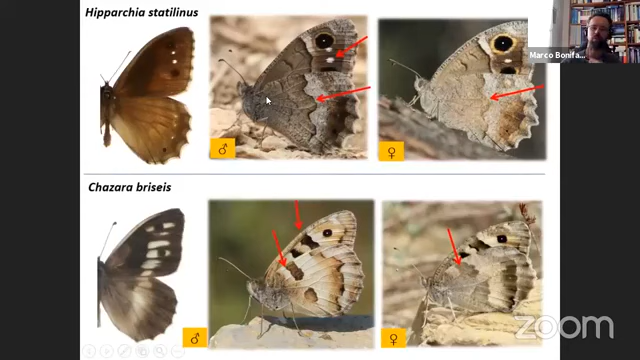 Hipparchia statilinus
Marco Bonifa...
♂
♀
Chazara briseis
♂
♀
zoom